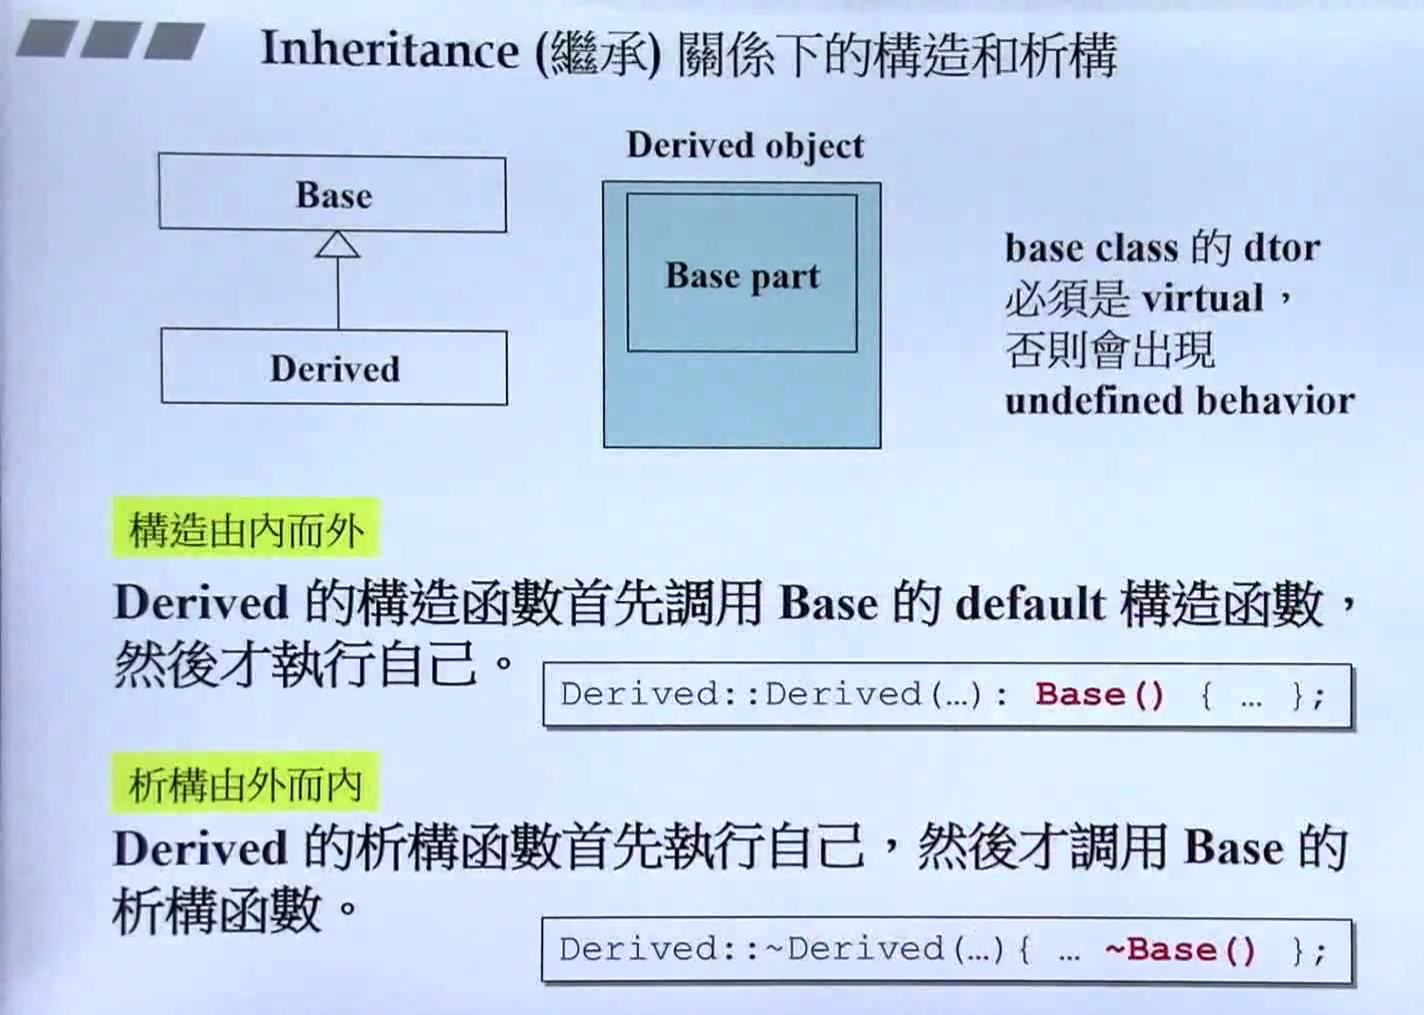 Inheritance (繼承) 關係下的構造和析構
Base
Derived
Derived object
Base part
base class 的 dtor
必須是 virtual，
否則會出現
undefined behavior
構造由內而外
Derived 的構造函數首先調用 Base 的 default 構造函數，
然後才執行自己。
Derived::Derived(…): Base() { … };
析構由外而內
Derived 的析構函數首先執行自己，然後才調用 Base 的
析構函數。
Derived::~Derived(…){ … ~Base() };